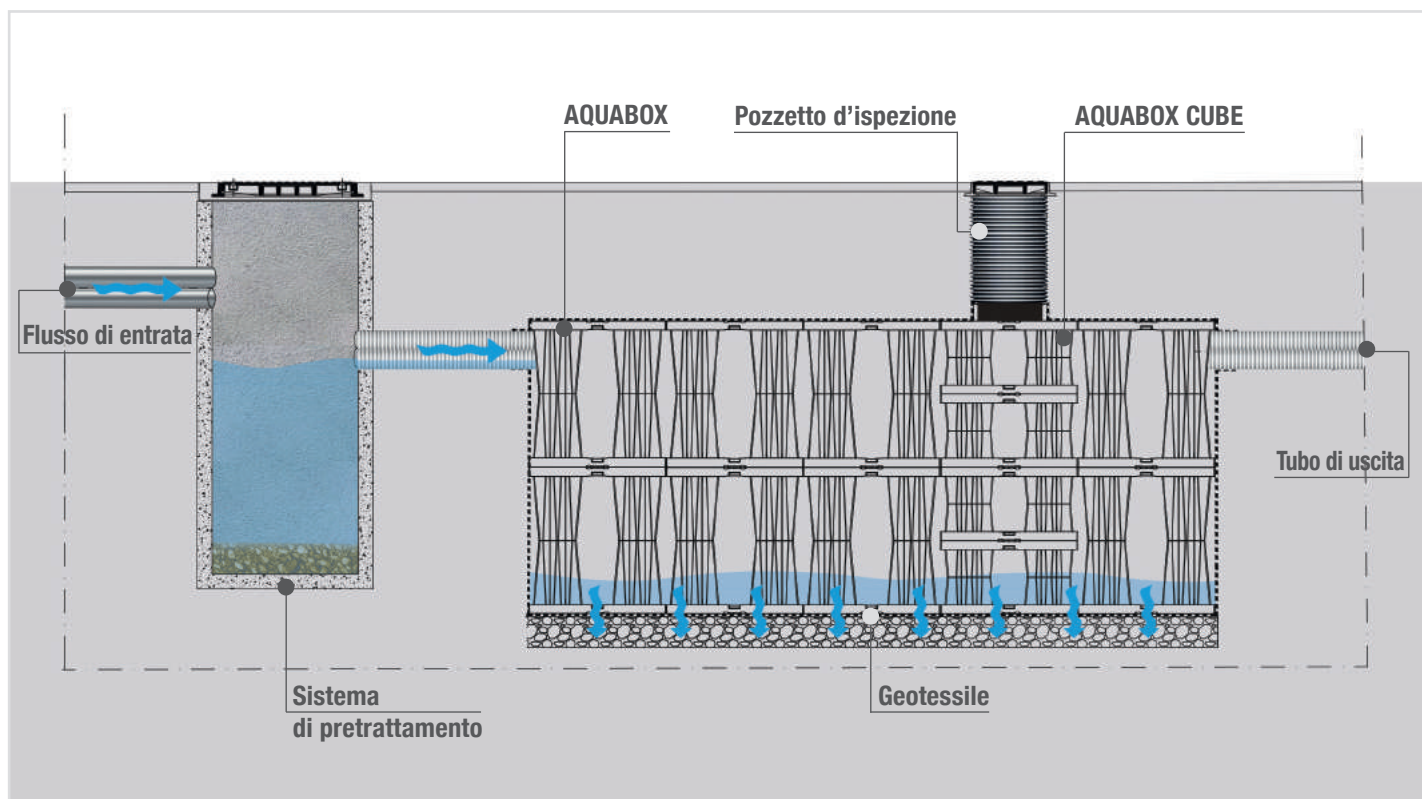 AQUABOX
Pozzetto d'ispezione
AQUABOX CUBE
Flusso di entrata
Tubo di uscita
Sistema
di pretrattamento
Geotessile